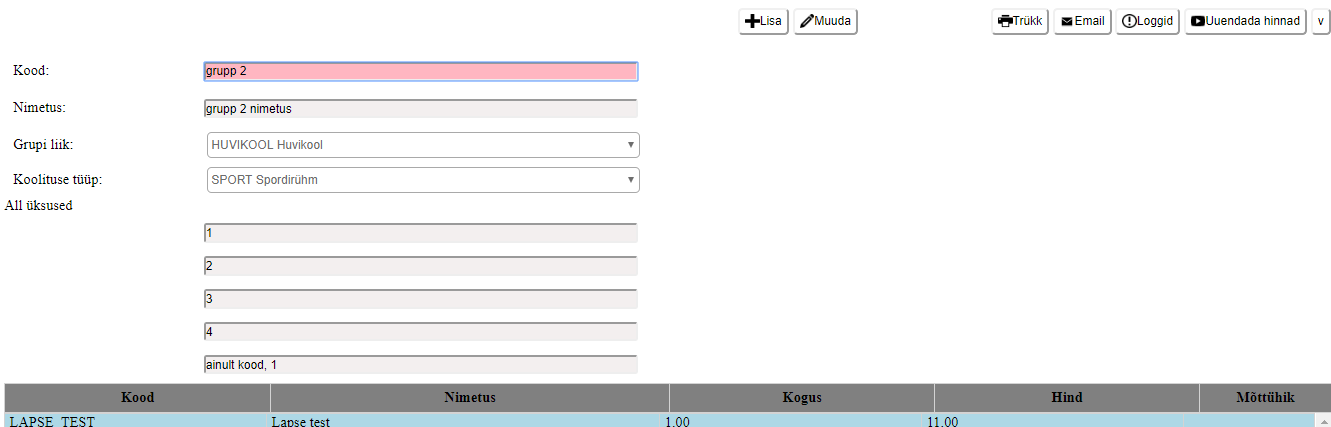 Lisa Muuda Trükk Email Loggid Uuendada hinnad v
Kood: grupp 2
Nimetus: grupp 2 nimetus
Grupi liik: HUVIKOOL Huvikool
Koolituse tüüp: SPORT Spordirühm
All üksused
1
2
3
4
ainult kood, 1
Kood Nimetus Kogus Hind Mõttühik
LAPSE_TEST Lapse test 1.00 11.00